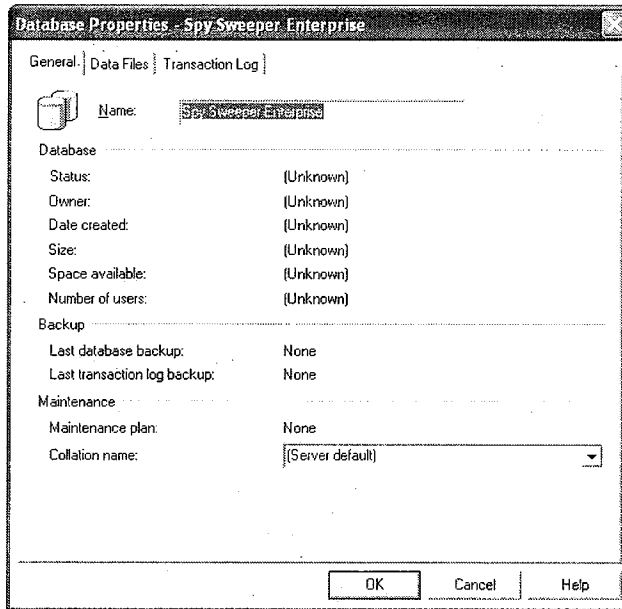 Database Properties - Spy Sweeper Enterprise
General Data Files Transaction Log
Name: Spy Sweeper Enterprise
Database
Status: (Unknown)
Owner: (Unknown)
Date created: (Unknown)
Size: (Unknown)
Space available: (Unknown)
Number of users: (Unknown)
Backup
Last database backup: None
Last transaction log backup: None
Maintenance
Maintenance plan: None
Collation name: (Server default)
OK Cancel Help